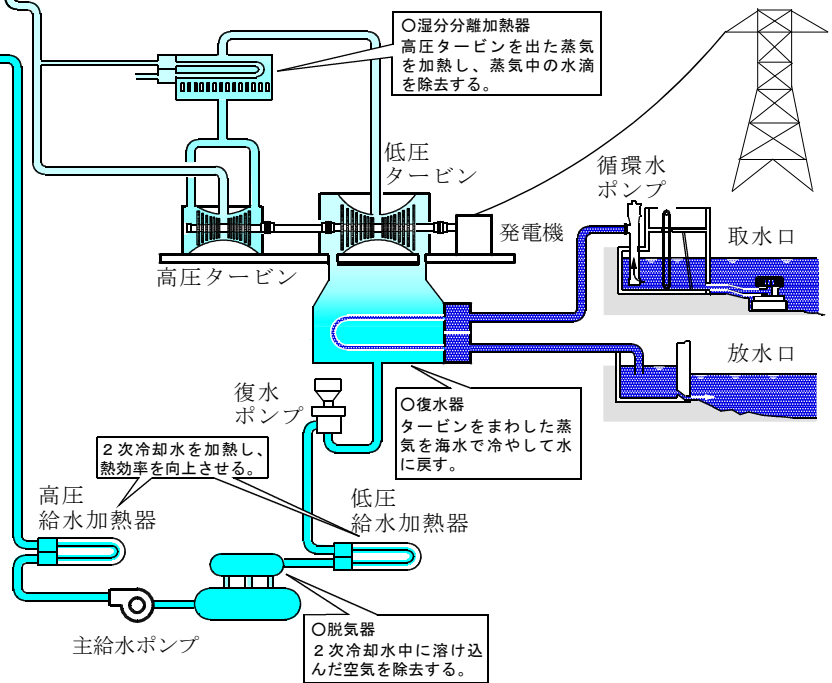 ○湿分分離加熱器
高圧タービンを出た蒸気
を加熱し、蒸気中の水滴
を除去する。
低圧
タービン
循環水
ポンプ
発電機
取水口
高圧タービン
放水口
復水
ポンプ
○復水器
タービンをまわした蒸
気を海水で冷やして水
に戻す。
２次冷却水を加熱し、
熱効率を向上させる。
高圧
給水加熱器
低圧
給水加熱器
主給水ポンプ
○脱気器
２次冷却水中に溶け込
んだ空気を除去する。